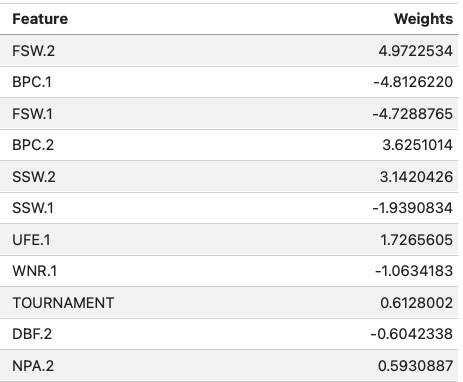 Feature Weights
FSW.2 4.9722534
BPC.1 -4.8126220
FSW.1 -4.7288765
BPC.2 3.6251014
SSW.2 3.1420426
SSW.1 -1.9390834
UFE.1 1.7265605
WNR.1 -1.0634183
TOURNAMENT 0.6128002
DBF.2 -0.6042338
NPA.2 0.5930887